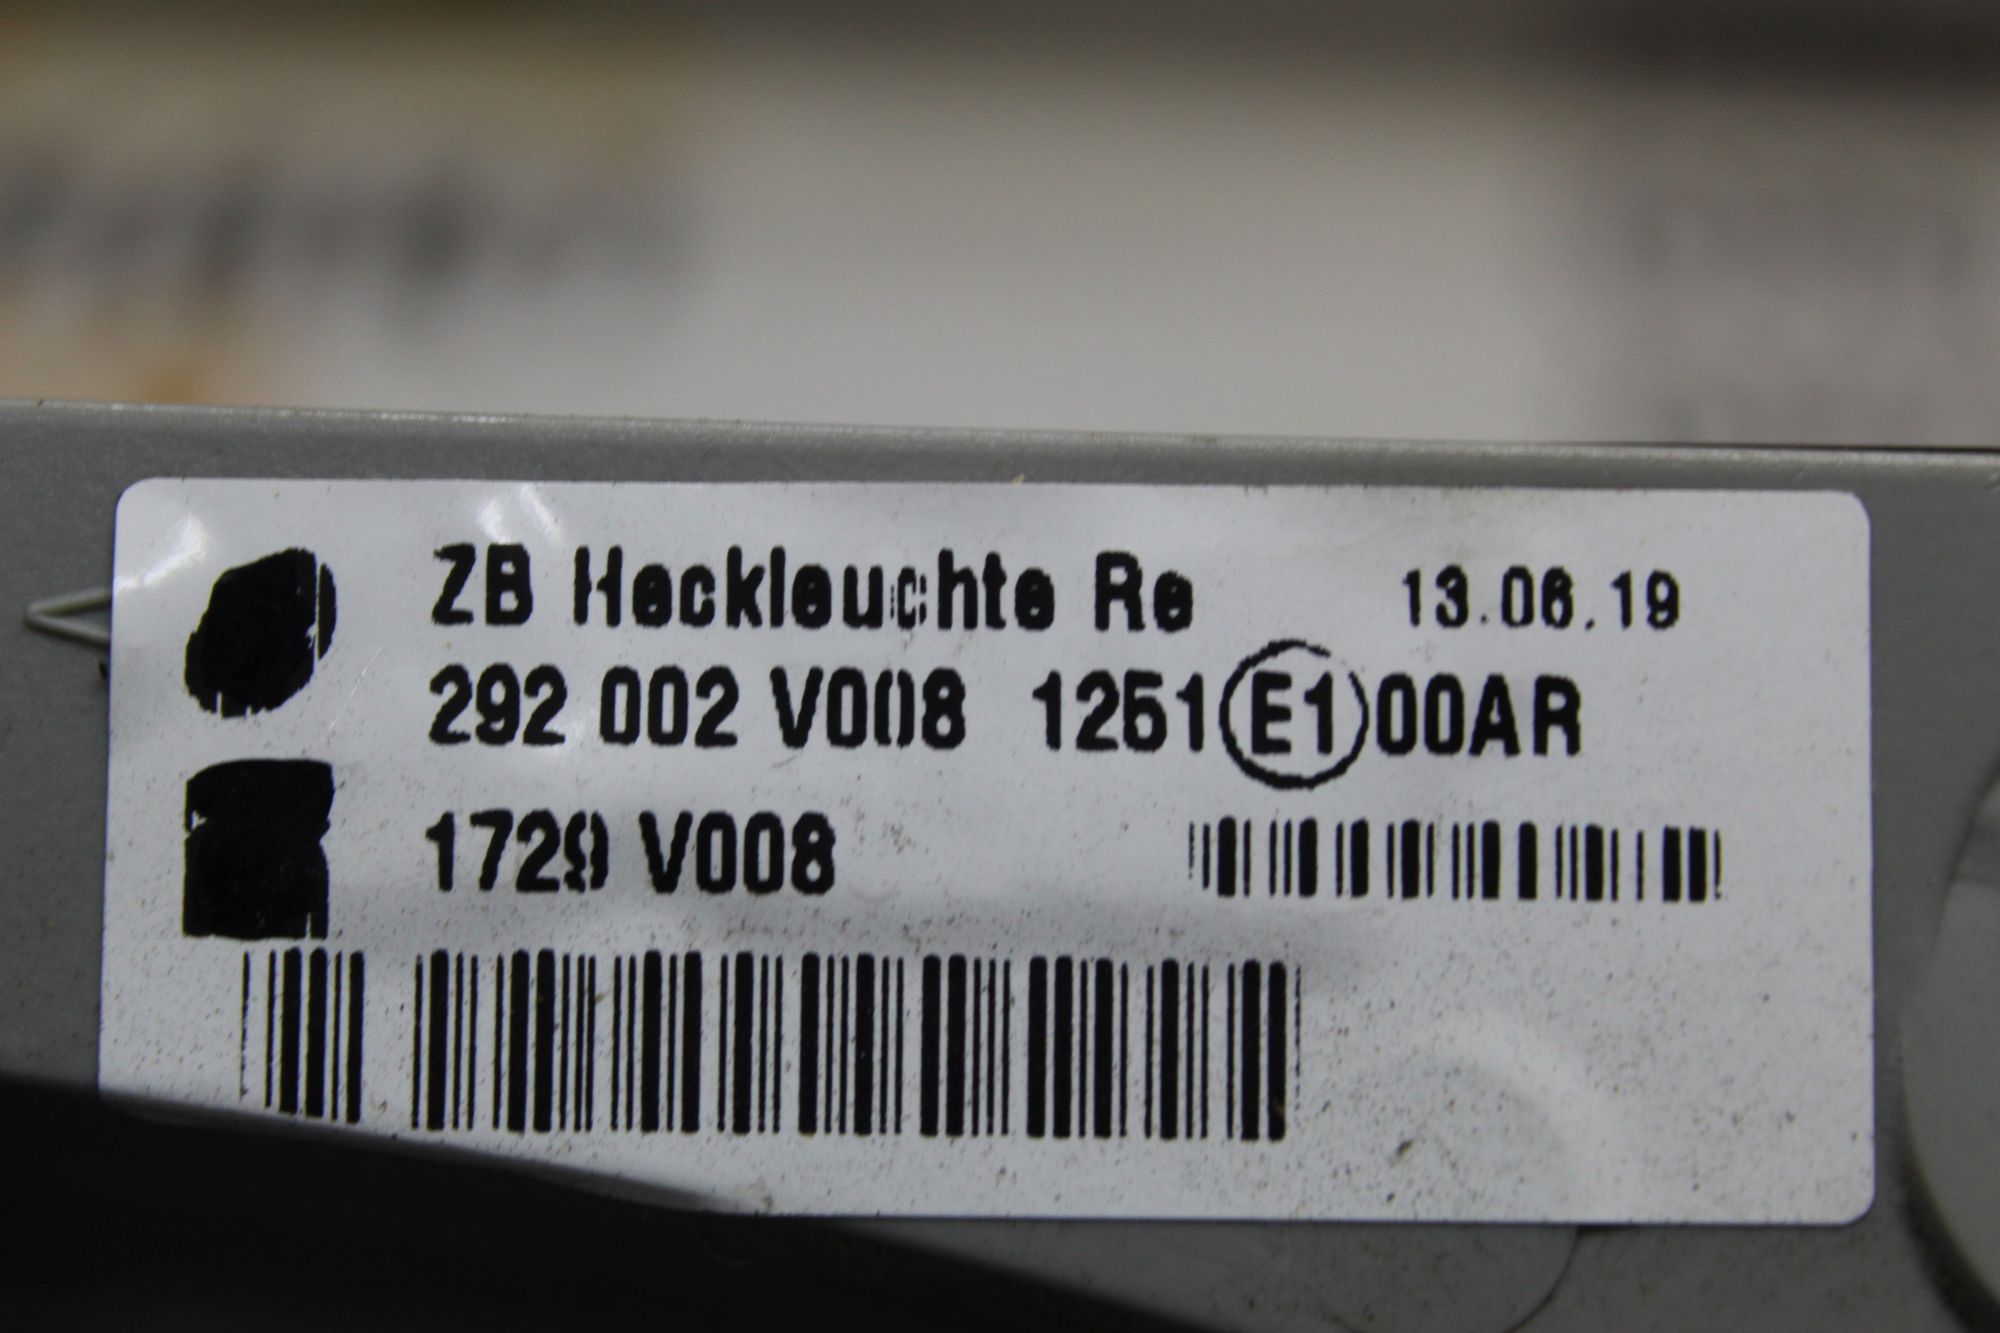 ZB Heckleuchte Re 13.06.19
292 002 V008 1251 E1 00AR
1729 V008